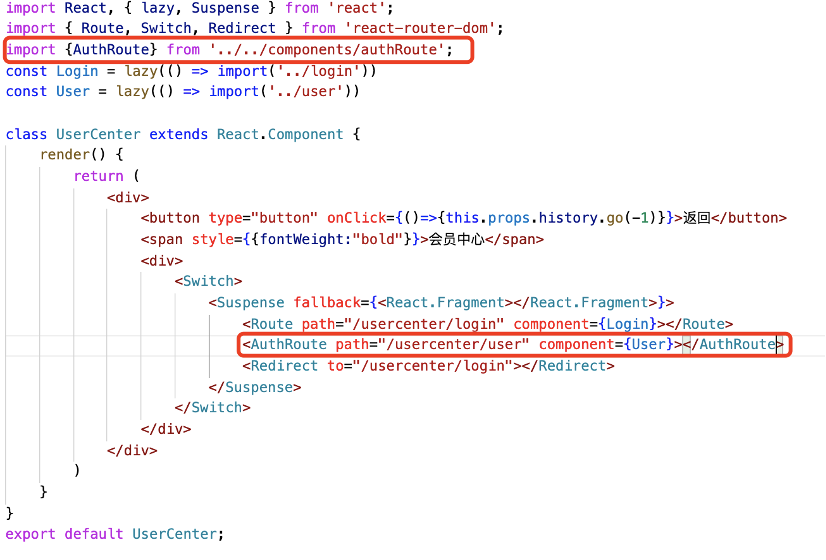 import React, { lazy, Suspense } from 'react';
import { Route, Switch, Redirect } from 'react-router-dom';
import {AuthRoute} from '../../components/authRoute';
const Login = lazy(() => import('../login'))
const User = lazy(() => import('../user'))
class UserCenter extends React.Component {
render() {
return (
<div>
<button type="button" onClick={()=>{this.props.history.go(-1)}}>返回</button>
<span style={{fontWeight:"bold"}}>会员中心</span>
<div>
<Switch>
<Suspense fallback={<React.Fragment></React.Fragment>}>
<Route path="/usercenter/login" component={Login}></Route>
<AuthRoute path="/usercenter/user" component={User}></AuthRoute>
<Redirect to="/usercenter/login"></Redirect>
</Suspense>
</Switch>
</div>
</div>
)
}
}
export default UserCenter;